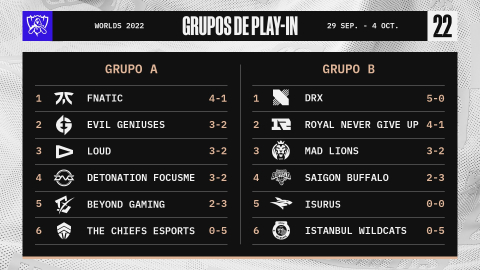 WORLDS 2022
GRUPOS DE PLAY-IN
29 SEP. - 4 OCT.
22
GRUPO A
1 FNATIC 4-1
2 EVIL GENIUSES 3-2
3 LOUD 3-2
4 DETONATION FOCUSME 3-2
5 BEYOND GAMING 2-3
6 THE CHIEFS ESPORTS 0-5
GRUPO B
1 DRX 5-0
2 ROYAL NEVER GIVE UP 4-1
3 MAD LIONS 3-2
4 SAIGON BUFFALO 2-3
5 ISURUS 0-0
6 ISTANBUL WILDCATS 0-5